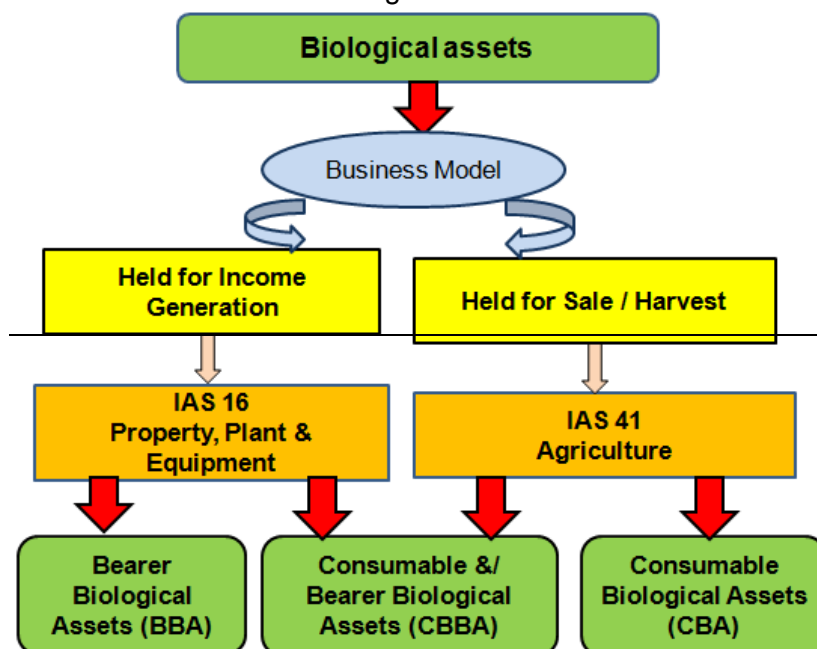 Biological assets
Business Model
Held for Income
Generation
Held for Sale / Harvest
IAS 16
Property, Plant &
Equipment
IAS 41
Agriculture
Bearer
Biological
Assets (BBA)
Consumable &/
Bearer Biological
Assets (CBBA)
Consumable
Biological Assets
(CBA)